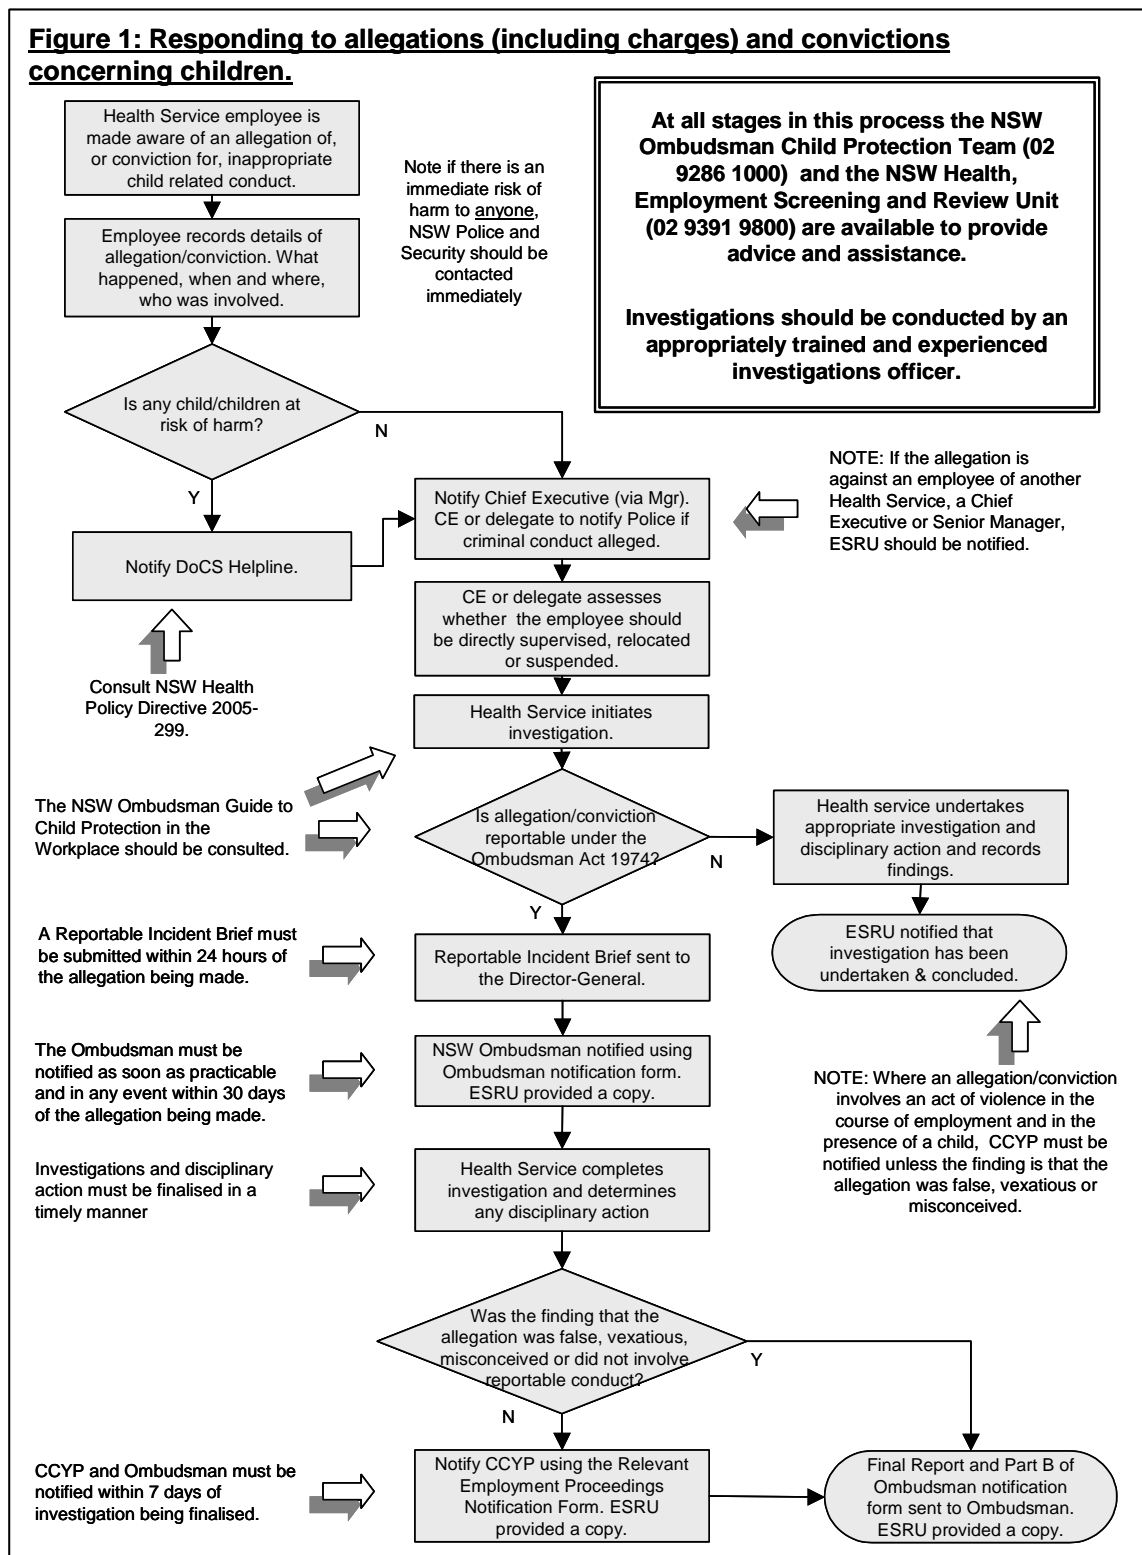 Figure 1: Responding to allegations (including charges) and convictions
concerning children.
Health Service employee is
made aware of an allegation of,
or conviction for, inappropriate
child related conduct.
Note if there is an
immediate risk of
harm to anyone,
NSW Police and
Security should be
contacted
immediately
At all stages in this process the NSW
Ombudsman Child Protection Team (02
9286 1000) and the NSW Health,
Employment Screening and Review Unit
(02 9391 9800) are available to provide
advice and assistance.
Investigations should be conducted by an
appropriately trained and experienced
investigations officer.
Employee records details of
allegation/conviction. What
happened, when and where,
who was involved.
Is any child/children at
risk of harm?
N
Y
Notify DoCS Helpline.
Consult NSW Health
Policy Directive 2005-
299.
Notify Chief Executive (via Mgr).
CE or delegate to notify Police if
criminal conduct alleged.
NOTE: If the allegation is
against an employee of another
Health Service, a Chief
Executive or Senior Manager,
ESRU should be notified.
CE or delegate assesses
whether the employee should
be directly supervised, relocated
or suspended.
Health Service initiates
investigation.
The NSW Ombudsman Guide to
Child Protection in the
Workplace should be consulted.
Is allegation/conviction
reportable under the
Ombudsman Act 1974?
N
Y
Health service undertakes
appropriate investigation and
disciplinary action and records
findings.
ESRU notified that
investigation has been
undertaken & concluded.
NOTE: Where an allegation/conviction
involves an act of violence in the
course of employment and in the
presence of a child, CCYP must be
notified unless the finding is that the
allegation was false, vexatious or
misconceived.
A Reportable Incident Brief must
be submitted within 24 hours of
the allegation being made.
Reportable Incident Brief sent to
the Director-General.
The Ombudsman must be
notified as soon as practicable
and in any event within 30 days
of the allegation being made.
NSW Ombudsman notified using
Ombudsman notification form.
ESRU provided a copy.
Investigations and disciplinary
action must be finalised in a
timely manner
Health Service completes
investigation and determines
any disciplinary action
Was the finding that the
allegation was false, vexatious,
misconceived or did not involve
reportable conduct?
Y
N
CCYP and Ombudsman must be
notified within 7 days of
investigation being finalised.
Notify CCYP using the Relevant
Employment Proceedings
Notification Form. ESRU
provided a copy.
Final Report and Part B of
Ombudsman notification
form sent to Ombudsman.
ESRU provided a copy.